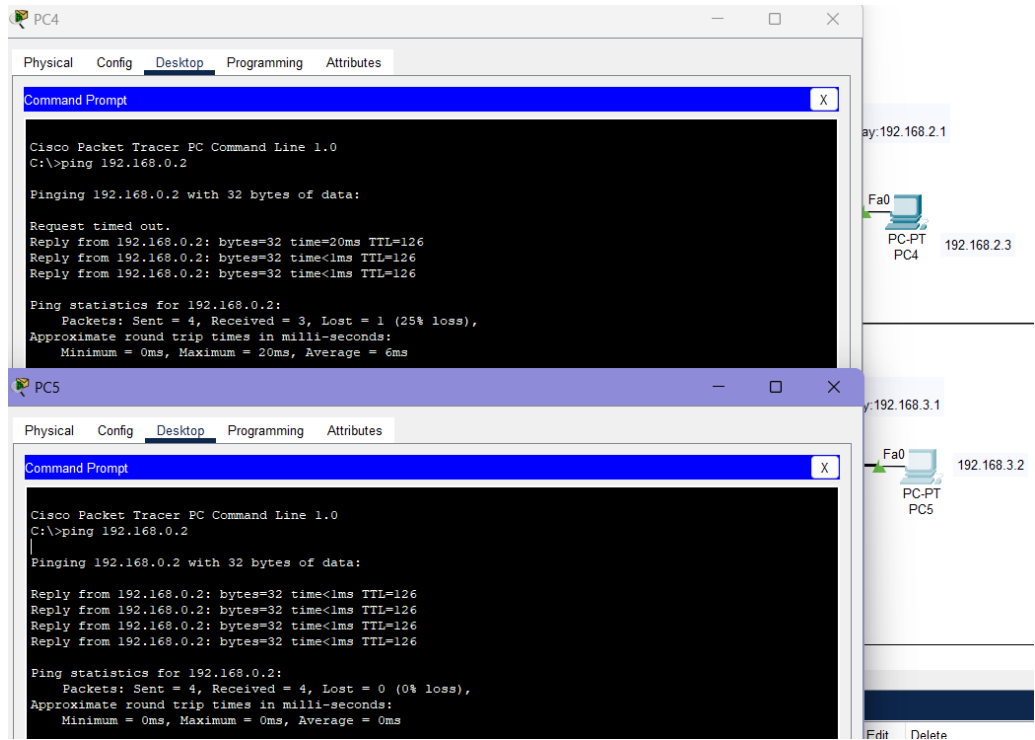 PC4
Physical Config Desktop Programming Attributes
Command Prompt
X
Cisco Packet Tracer PC Command Line 1.0
C:\>ping 192.168.0.2
Pinging 192.168.0.2 with 32 bytes of data:
Request timed out.
Reply from 192.168.0.2: bytes=32 time=20ms TTL=126
Reply from 192.168.0.2: bytes=32 time<1ms TTL=126
Reply from 192.168.0.2: bytes=32 time<1ms TTL=126
Ping statistics for 192.168.0.2:
Packets: Sent = 4, Received = 3, Lost = 1 (25% loss),
Approximate round trip times in milli-seconds:
Minimum = 0ms, Maximum = 20ms, Average = 6ms
ay:192.168.2.1
Fa0
PC-PT
PC4
192.168.2.3
PC5
Physical Config Desktop Programming Attributes
Command Prompt
X
Cisco Packet Tracer PC Command Line 1.0
C:\>ping 192.168.0.2
Pinging 192.168.0.2 with 32 bytes of data:
Reply from 192.168.0.2: bytes=32 time<1ms TTL=126
Reply from 192.168.0.2: bytes=32 time<1ms TTL=126
Reply from 192.168.0.2: bytes=32 time<1ms TTL=126
Reply from 192.168.0.2: bytes=32 time<1ms TTL=126
Ping statistics for 192.168.0.2:
Packets: Sent = 4, Received = 4, Lost = 0 (0% loss),
Approximate round trip times in milli-seconds:
Minimum = 0ms, Maximum = 0ms, Average = 0ms
y:192.168.3.1
Fa0
192.168.3.2
PC-PT
PC5
Edit Delete